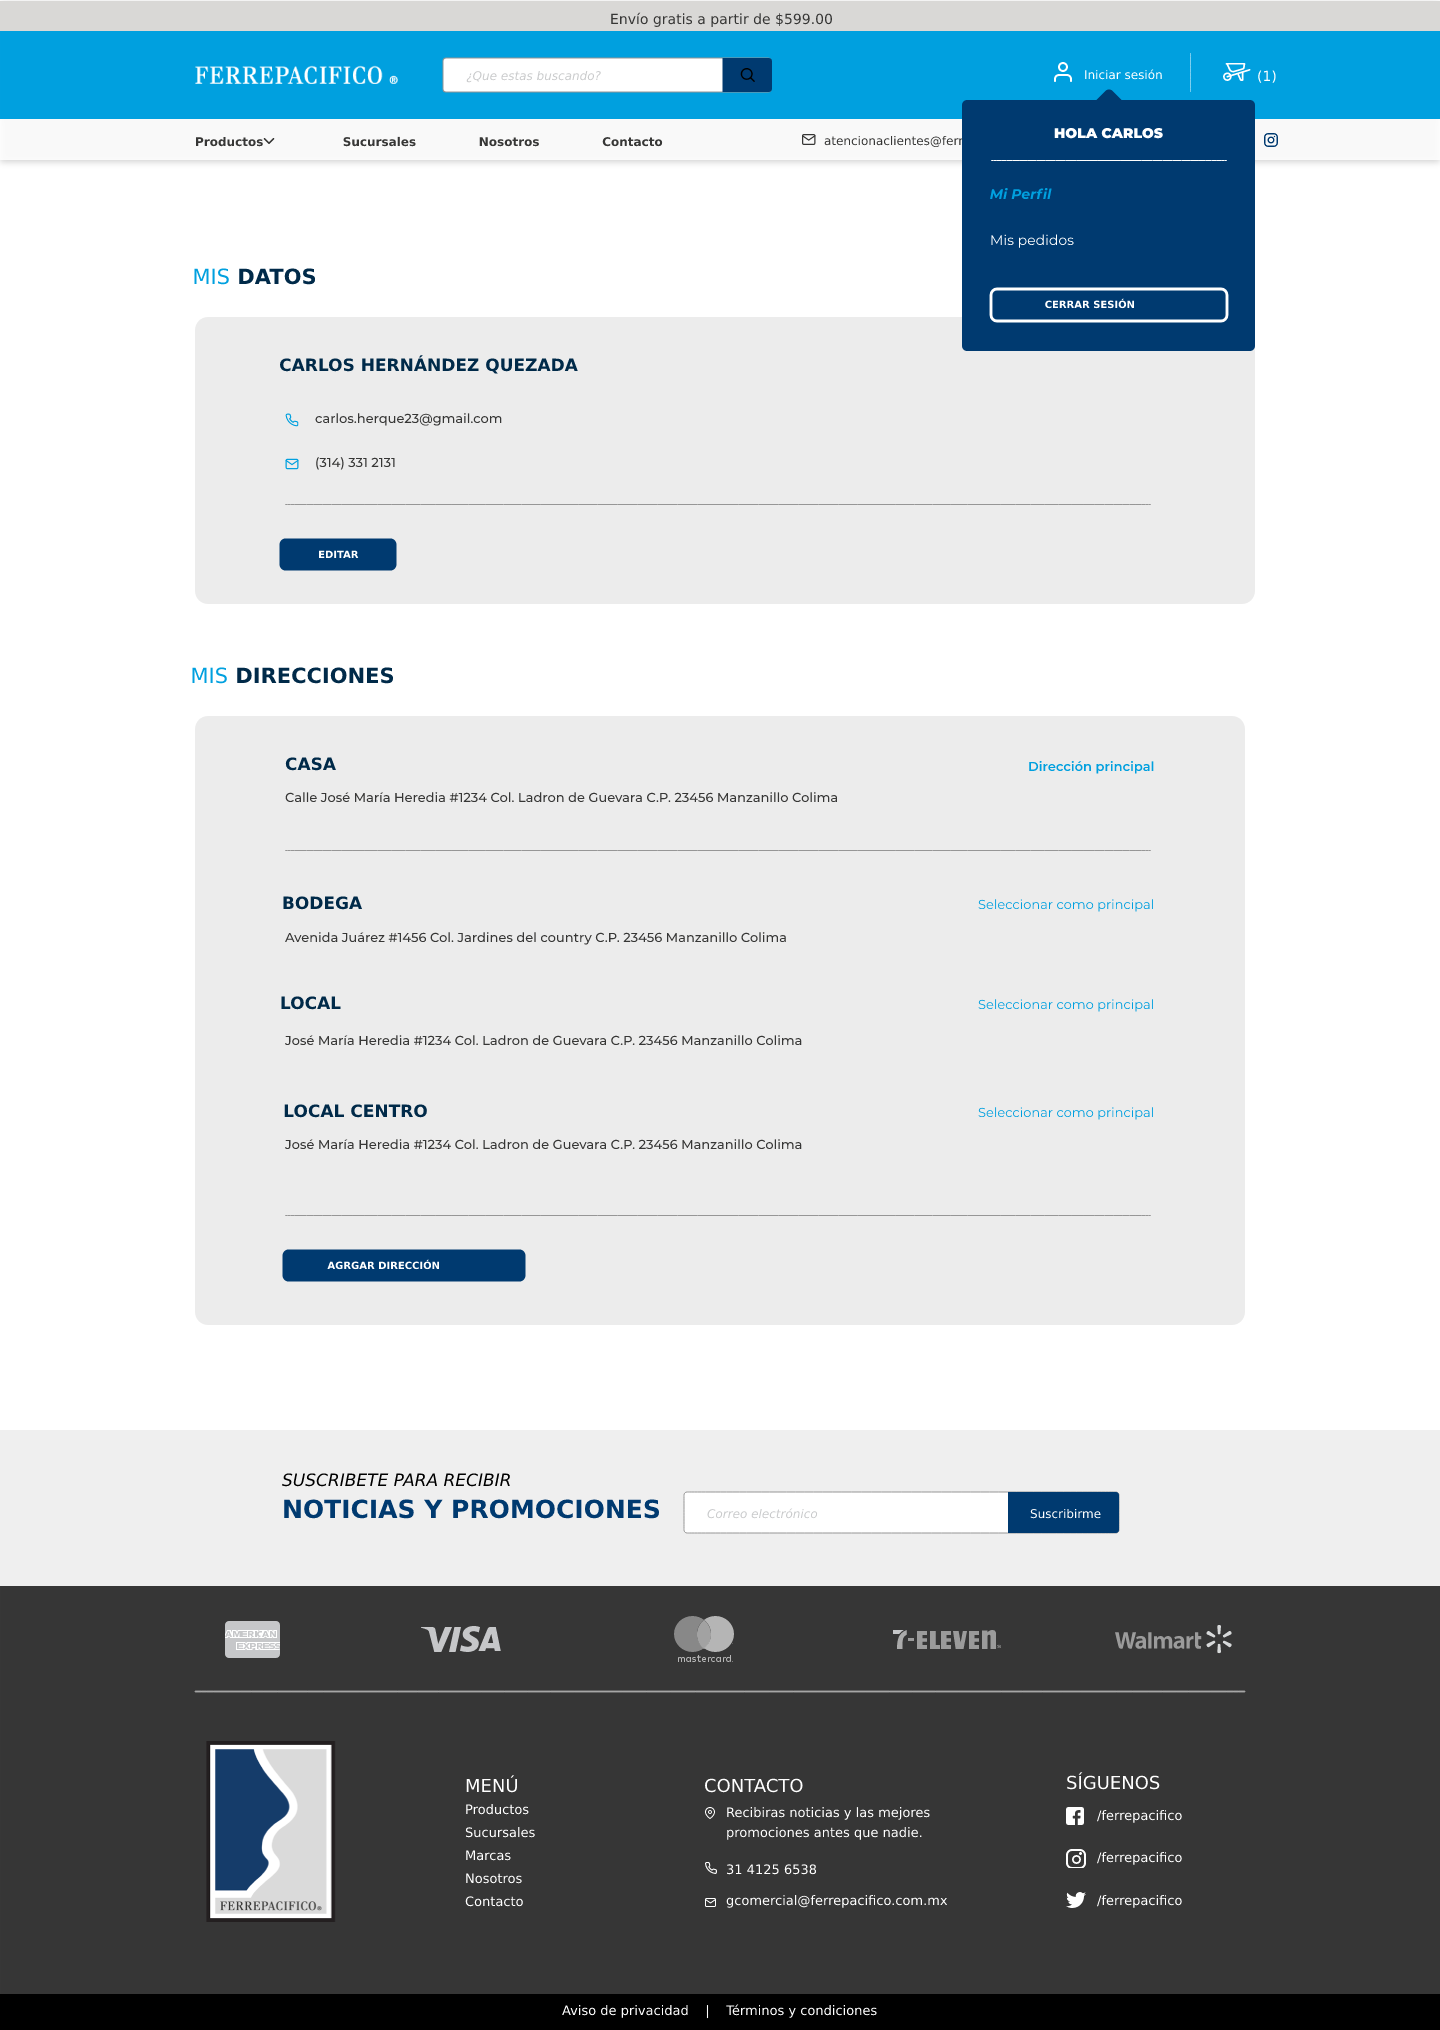 Envío gratis a partir de $599.00
FERREPACIFICO ®
¿Que estas buscando?
Iniciar sesión
(1)
Productos
Sucursales
Nosotros
Contacto
atencionaclientes@ferr
HOLA CARLOS
Mi Perfil
Mis pedidos
CERRAR SESIÓN
MIS DATOS
CARLOS HERNÁNDEZ QUEZADA
carlos.herque23@gmail.com
(314) 331 2131
EDITAR
MIS DIRECCIONES
CASA
Dirección principal
Calle José María Heredia #1234 Col. Ladron de Guevara C.P. 23456 Manzanillo Colima
BODEGA
Seleccionar como principal
Avenida Juárez #1456 Col. Jardines del country C.P. 23456 Manzanillo Colima
LOCAL
Seleccionar como principal
José María Heredia #1234 Col. Ladron de Guevara C.P. 23456 Manzanillo Colima
LOCAL CENTRO
Seleccionar como principal
José María Heredia #1234 Col. Ladron de Guevara C.P. 23456 Manzanillo Colima
AGRGAR DIRECCIÓN
SUSCRIBETE PARA RECIBIR
NOTICIAS Y PROMOCIONES
Correo electrónico
Suscribirme
AMERICAN
EXPRESS
VISA
mastercard.
7-ELEVEn
Walmart
FERREPACIFICO®
MENÚ
Productos
Sucursales
Marcas
Nosotros
Contacto
CONTACTO
Recibiras noticias y las mejores
promociones antes que nadie.
31 4125 6538
gcomercial@ferrepacifico.com.mx
SÍGUENOS
/ferrepacifico
/ferrepacifico
/ferrepacifico
Aviso de privacidad | Términos y condiciones